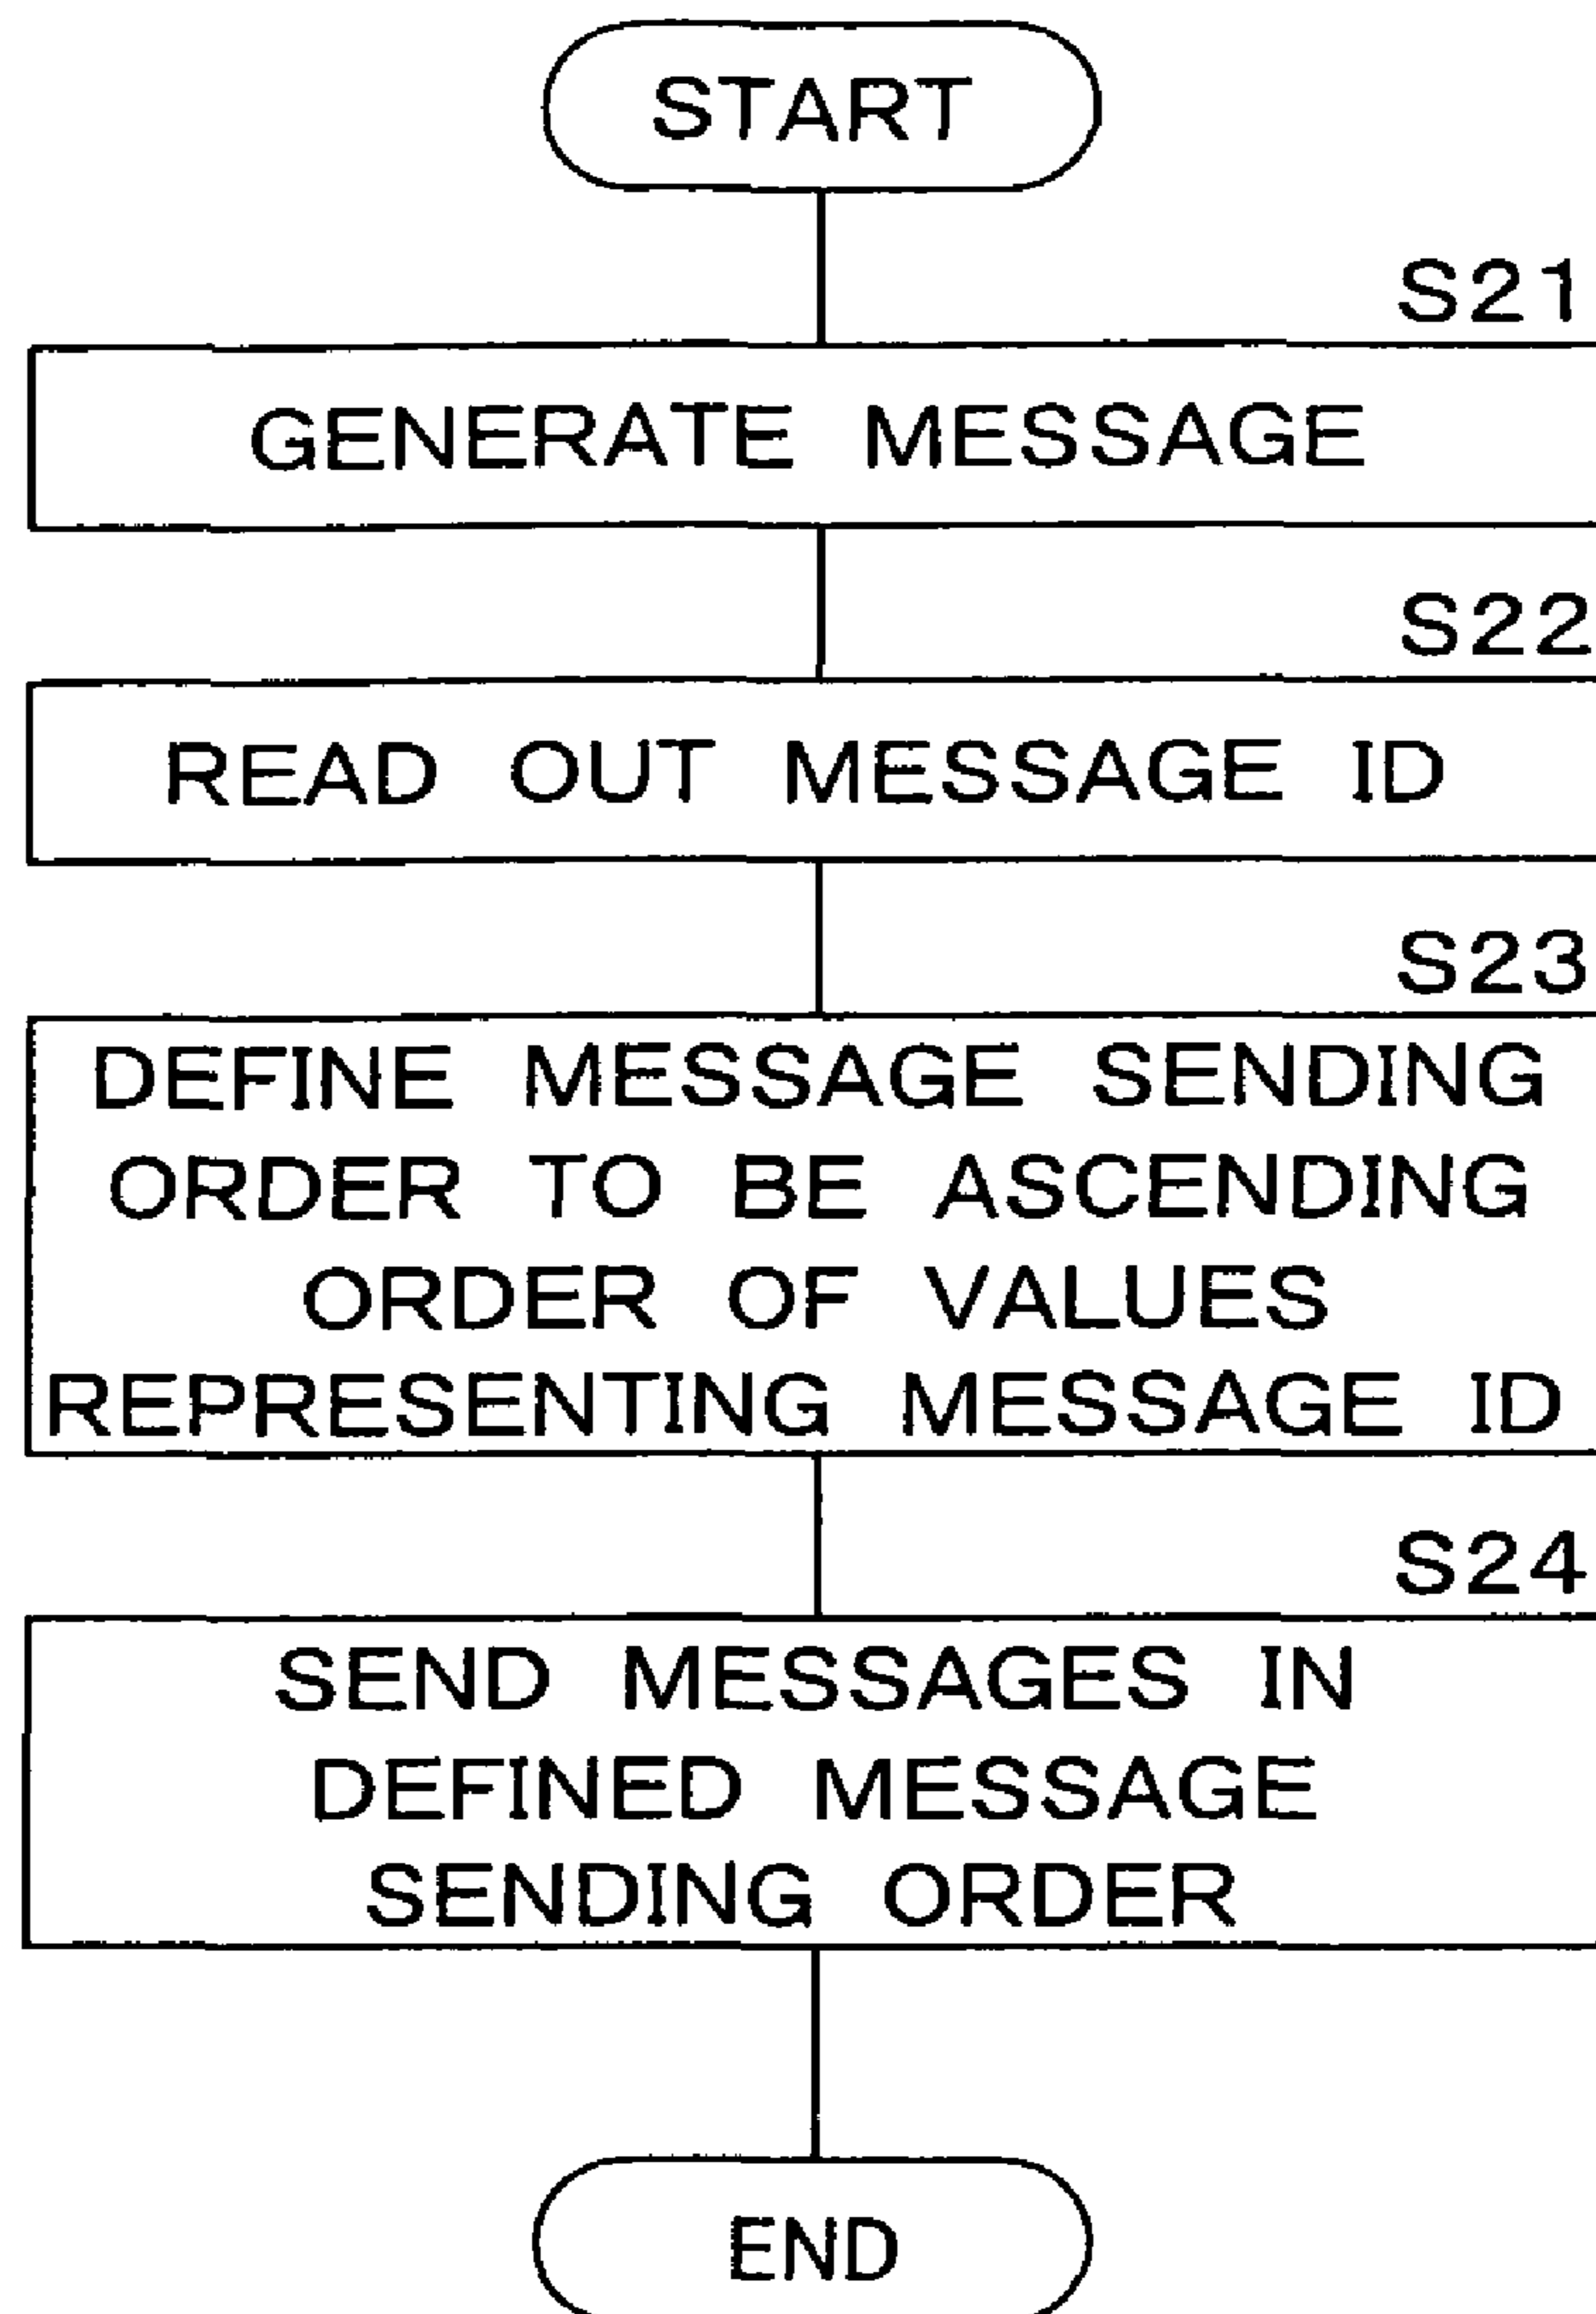 START
S21
GENERATE MESSAGE
S22
READ OUT MESSAGE ID
S23
DEFINE MESSAGE SENDING
ORDER TO BE ASCENDING
ORDER OF VALUES
REPRESENTING MESSAGE ID
S24
SEND MESSAGES IN
DEFINED MESSAGE
SENDING ORDER
END